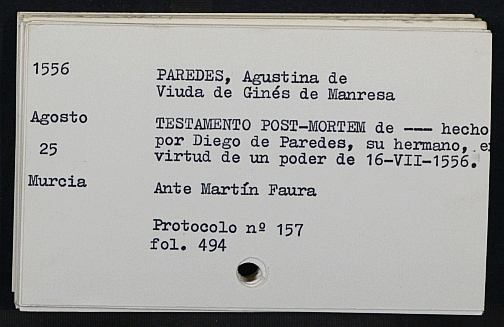 1556
PAREDES, Agustina de
Viuda de Ginés de Manresa
Agosto
25
Murcia
TESTAMENTO POST-MORTEM de --- hecho
por Diego de Paredes, su hermano,
virtud de un poder de 16-VII-1556.
Ante Martín Faura
Protocolo nº 157
fol. 494